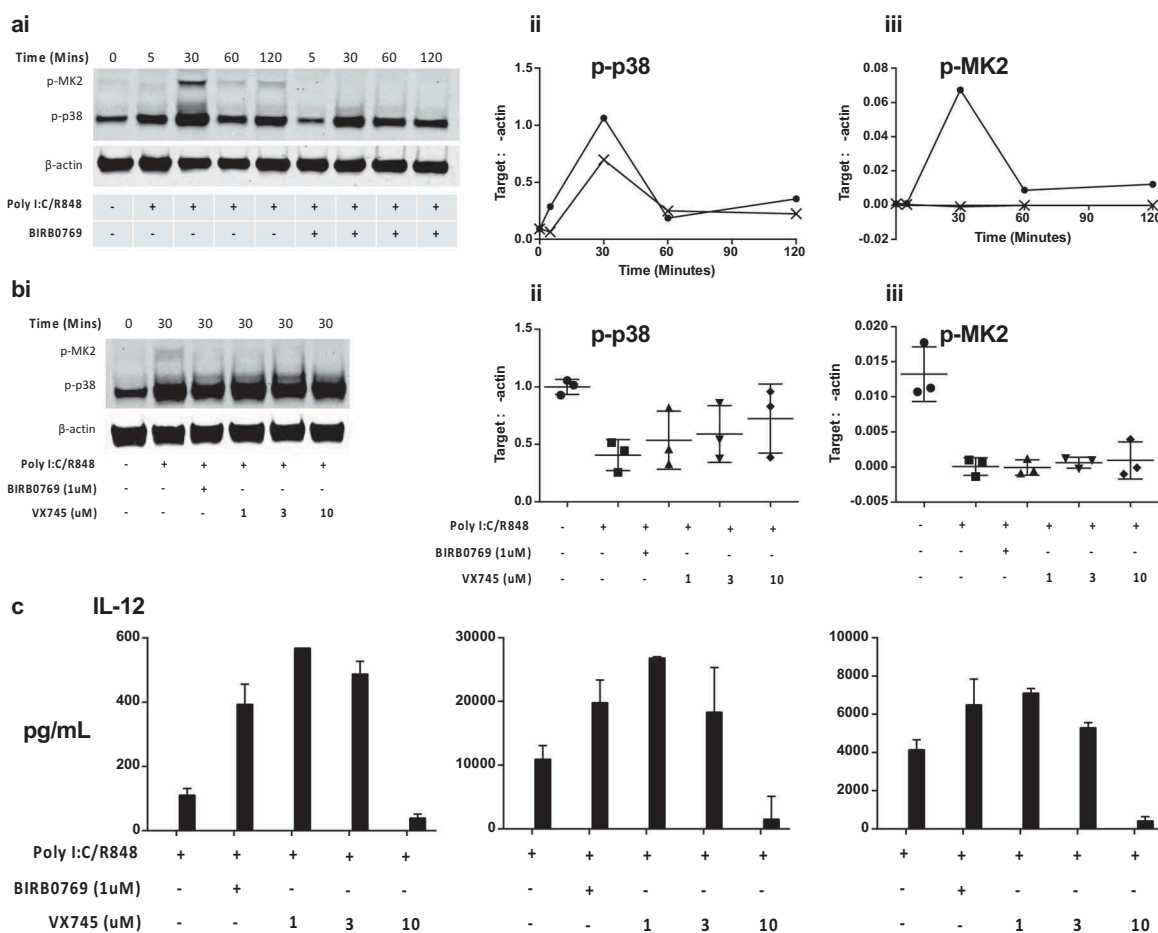 ai
Time (Mins) 0 5 30 60 120 5 30 60 120
p-MK2
p-p38
β-actin
Poly I:C/R848 - + + + + + + + +
BIRB0769 - - - - - + + + +
ii
p-p38
Target : -actin
1.5
1.0
0.5
0.0
0 30 60 90 120
Time (Minutes)
iii
p-MK2
Target : -actin
0.08
0.06
0.04
0.02
0.00
-0.02
30 60 90 120
Time (Minutes)
bi
Time (Mins) 0 30 30 30 30 30
p-MK2
p-p38
β-actin
Poly I:C/R848 - + + + + +
BIRB0769 (1uM) - - + - - -
VX745 (uM) - - - 1 3 10
ii
p-p38
Target : -actin
1.5
1.0
0.5
0.0
iii
p-MK2
Target : -actin
0.020
0.015
0.010
0.005
0.000
-0.005
Poly I:C/R848 - + + + + + - + + + + +
BIRB0769 (1uM) - - + - - - - - + - - -
VX745 (uM) - - - 1 3 10 - - - 1 3 10
c IL-12
pg/mL
600
400
200
0
30000
20000
10000
0
10000
8000
6000
4000
2000
0
Poly I:C/R848 + + + + + + + + + + + + + + +
BIRB0769 (1uM) - + - - - - + - - - - + - - -
VX745 (uM) - - 1 3 10 - - 1 3 10 - - 1 3 10